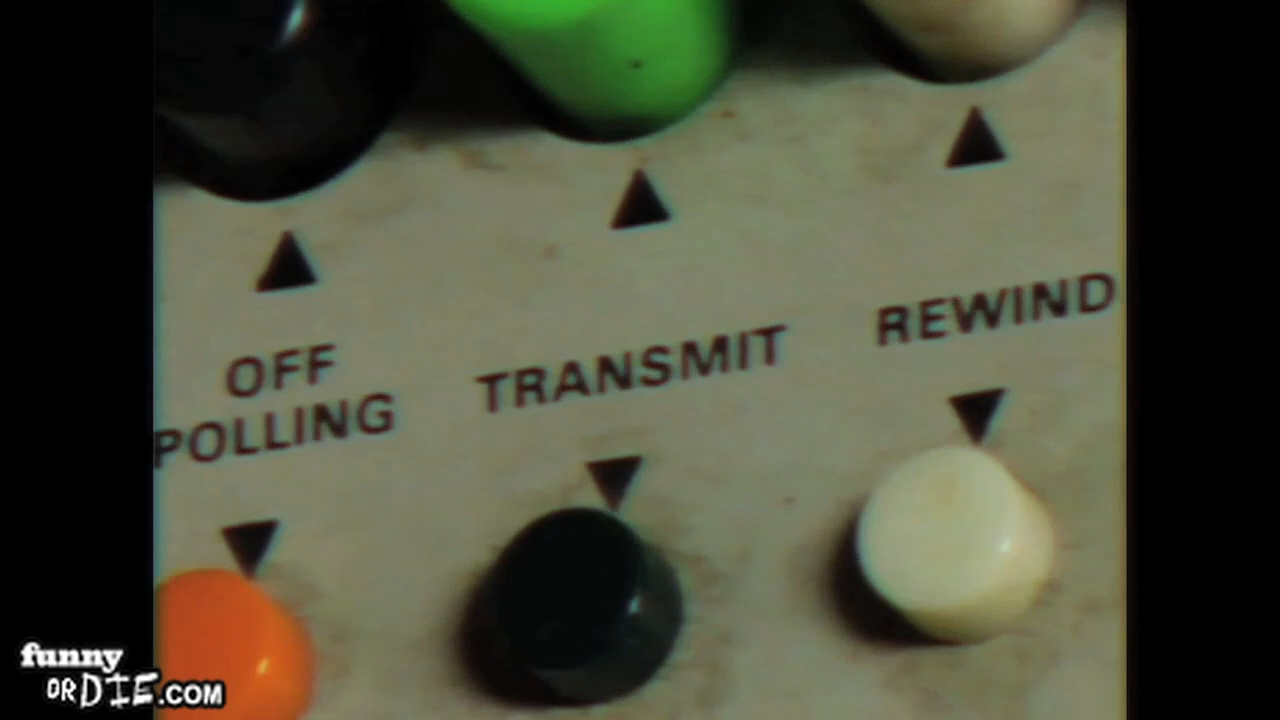 OFF
POLLING
TRANSMIT
REWIND
funny
OR DIE.COM